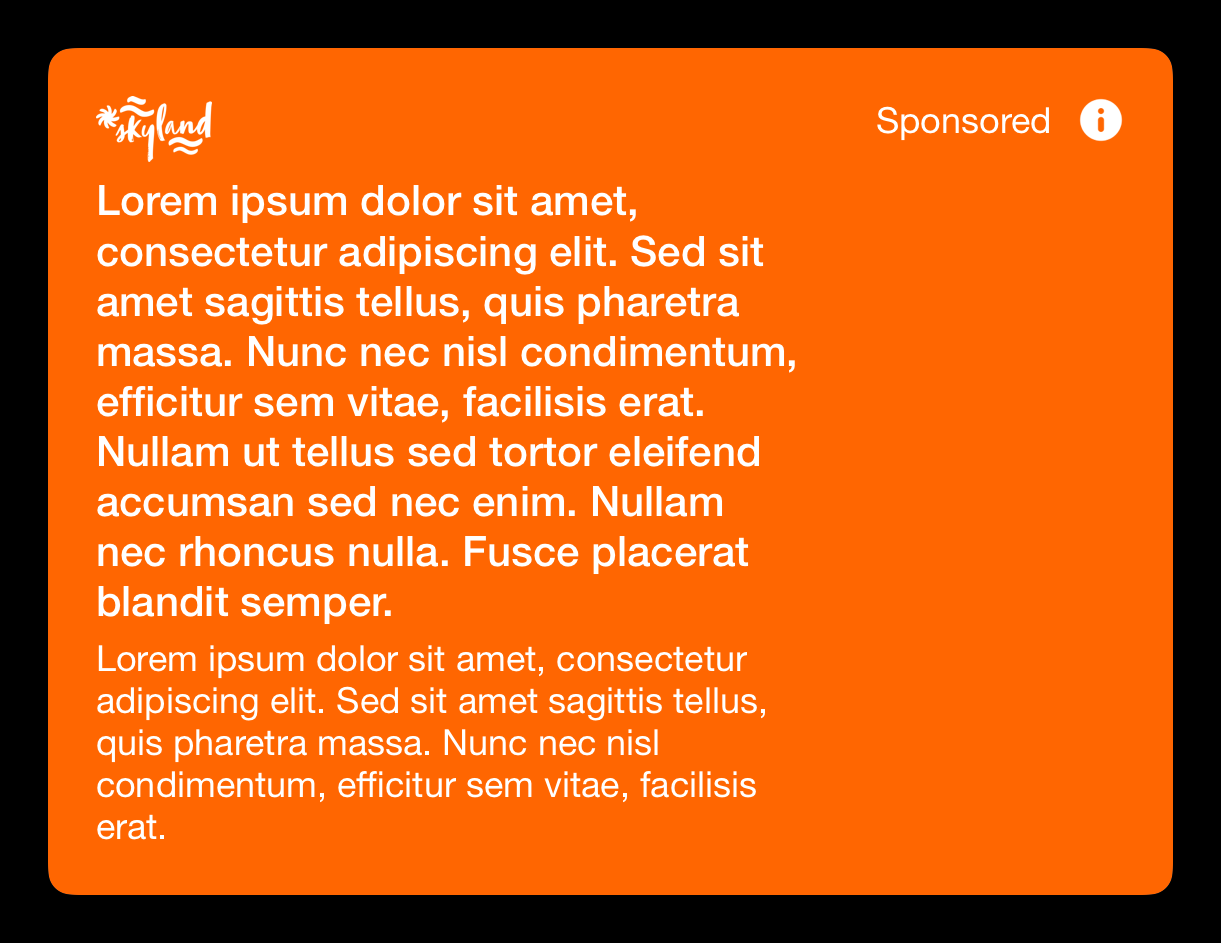 skyland
Sponsored
Lorem ipsum dolor sit amet,
consectetur adipiscing elit. Sed sit
amet sagittis tellus, quis pharetra
massa. Nunc nec nisl condimentum,
efficitur sem vitae, facilisis erat.
Nullam ut tellus sed tortor eleifend
accumsan sed nec enim. Nullam
nec rhoncus nulla. Fusce placerat
blandit semper.
Lorem ipsum dolor sit amet, consectetur
adipiscing elit. Sed sit amet sagittis tellus,
quis pharetra massa. Nunc nec nisl
condimentum, efficitur sem vitae, facilisis
erat.